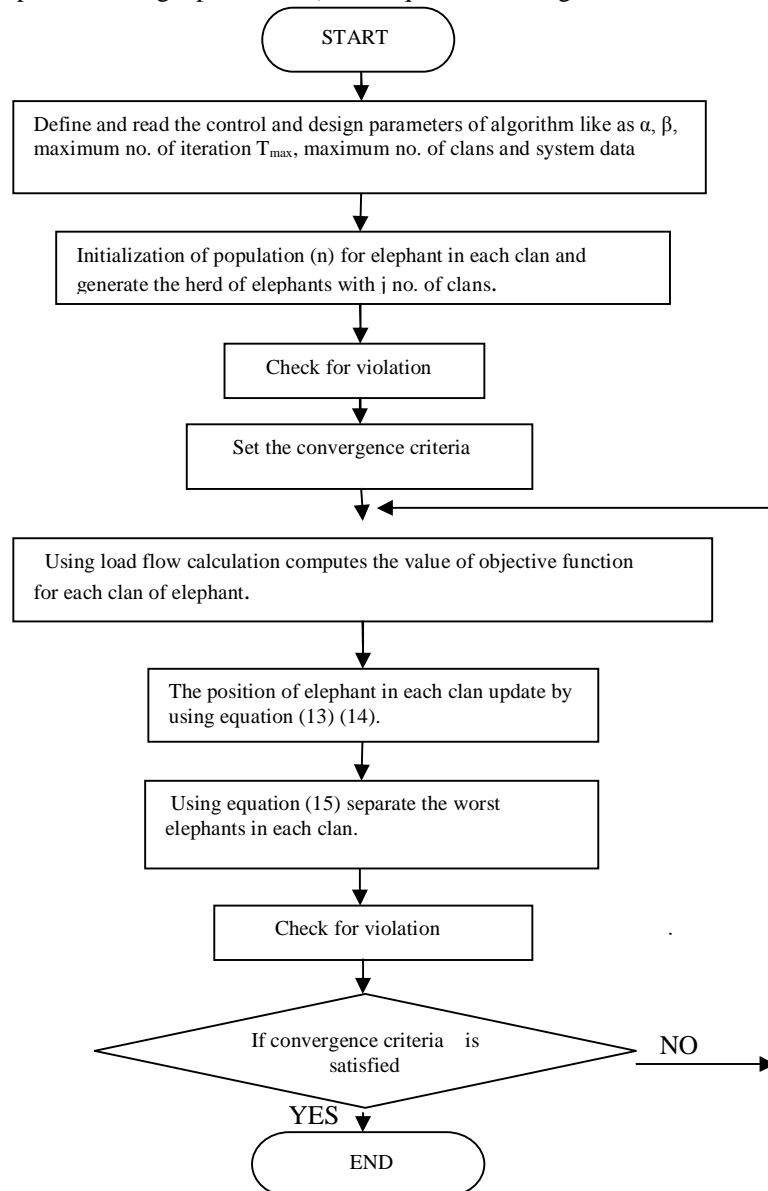 START
Define and read the control and design parameters of algorithm like as α, β,
maximum no. of iteration Tmax, maximum no. of clans and system data
Initialization of population (n) for elephant in each clan and
generate the herd of elephants with j no. of clans.
Check for violation
Set the convergence criteria
Using load flow calculation computes the value of objective function
for each clan of elephant.
The position of elephant in each clan update by
using equation (13) (14).
Using equation (15) separate the worst
elephants in each clan.
Check for violation
.
If convergence criteria is
satisfied
NO
YES
END